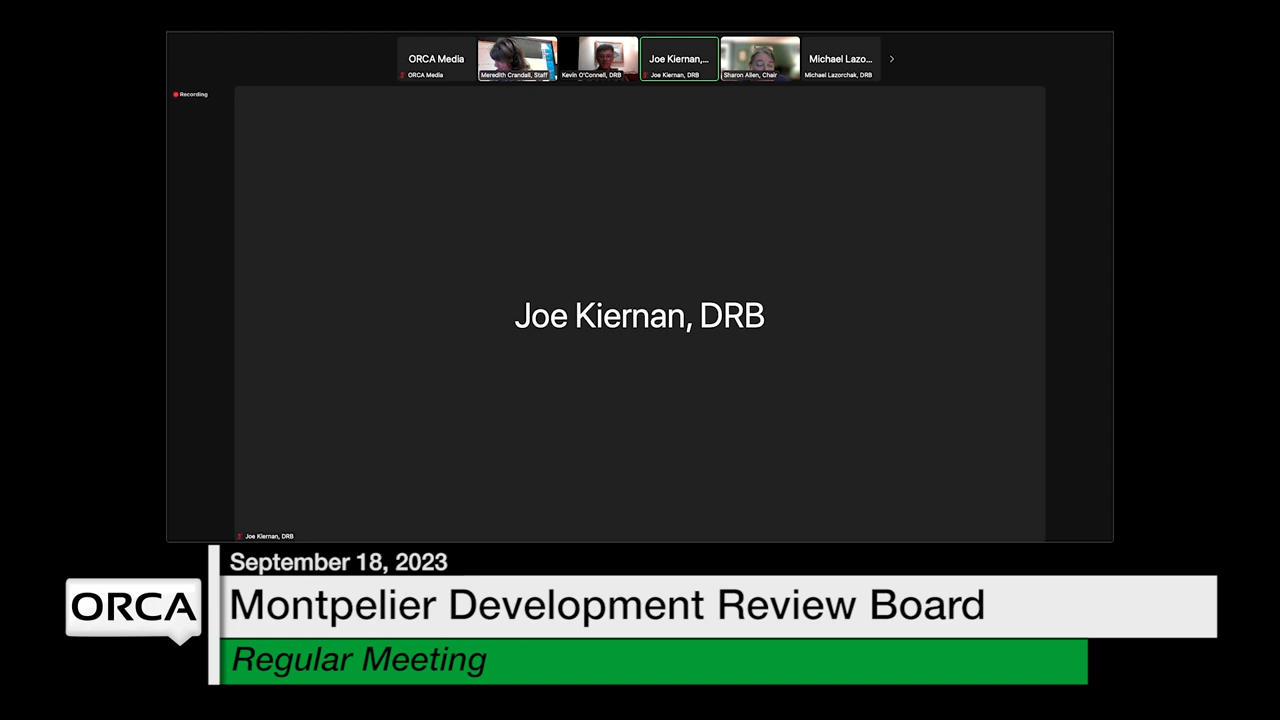 ORCA Media
Joe Kiernan,...
Michael Lazo...
ORCA Media
Meredith Crandall, Staff
Kevin O'Connell, DRB
Joe Kiernan, DRB
Sharon Allen, Chair
Michael Lazorchak, DRB
Recording
Joe Kiernan, DRB
Joe Kiernan, DRB
September 18, 2023
ORCA
Montpelier Development Review Board
Regular Meeting